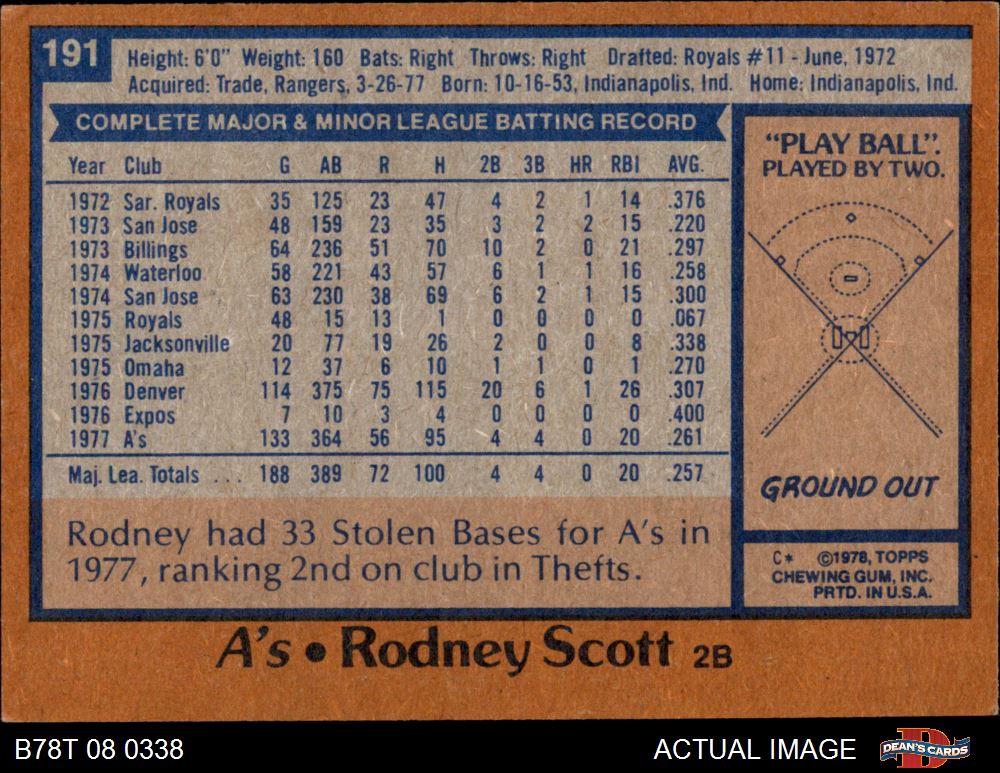 191
Height: 6'0" Weight: 160 Bats: Right Throws: Right Drafted: Royals #11 - June, 1972
Acquired: Trade, Rangers, 3-26-77 Born: 10-16-53, Indianapolis, Ind. Home: Indianapolis, Ind.
COMPLETE MAJOR & MINOR LEAGUE BATTING RECORD
Year Club G AB R H 2B 3B HR RBI AVG.
1972 Sar. Royals 35 125 23 47 4 2 1 14 .376
1973 San Jose 48 159 23 35 3 2 2 15 .220
1973 Billings 64 236 51 70 10 2 0 21 .297
1974 Waterloo 58 221 43 57 6 1 1 16 .258
1974 San Jose 63 230 38 69 6 2 1 15 .300
1975 Royals 48 15 13 1 0 0 0 0 .067
1975 Jacksonville 20 77 19 26 2 0 0 8 .338
1975 Omaha 12 37 6 10 1 1 0 1 .270
1976 Denver 114 375 75 115 20 6 1 26 .307
1976 Expos 7 10 3 4 0 0 0 0 .400
1977 A's 133 364 56 95 4 4 0 20 .261
Maj. Lea. Totals ... 188 389 72 100 4 4 0 20 .257
Rodney had 33 Stolen Bases for A's in
1977, ranking 2nd on club in Thefts.
"PLAY BALL".
PLAYED BY TWO.
GROUND OUT
C* ©1978, TOPPS
CHEWING GUM, INC.
PRTD. IN U.S.A.
A's • Rodney Scott 2B
B78T 08 0338
ACTUAL IMAGE
DEAN'S CARDS